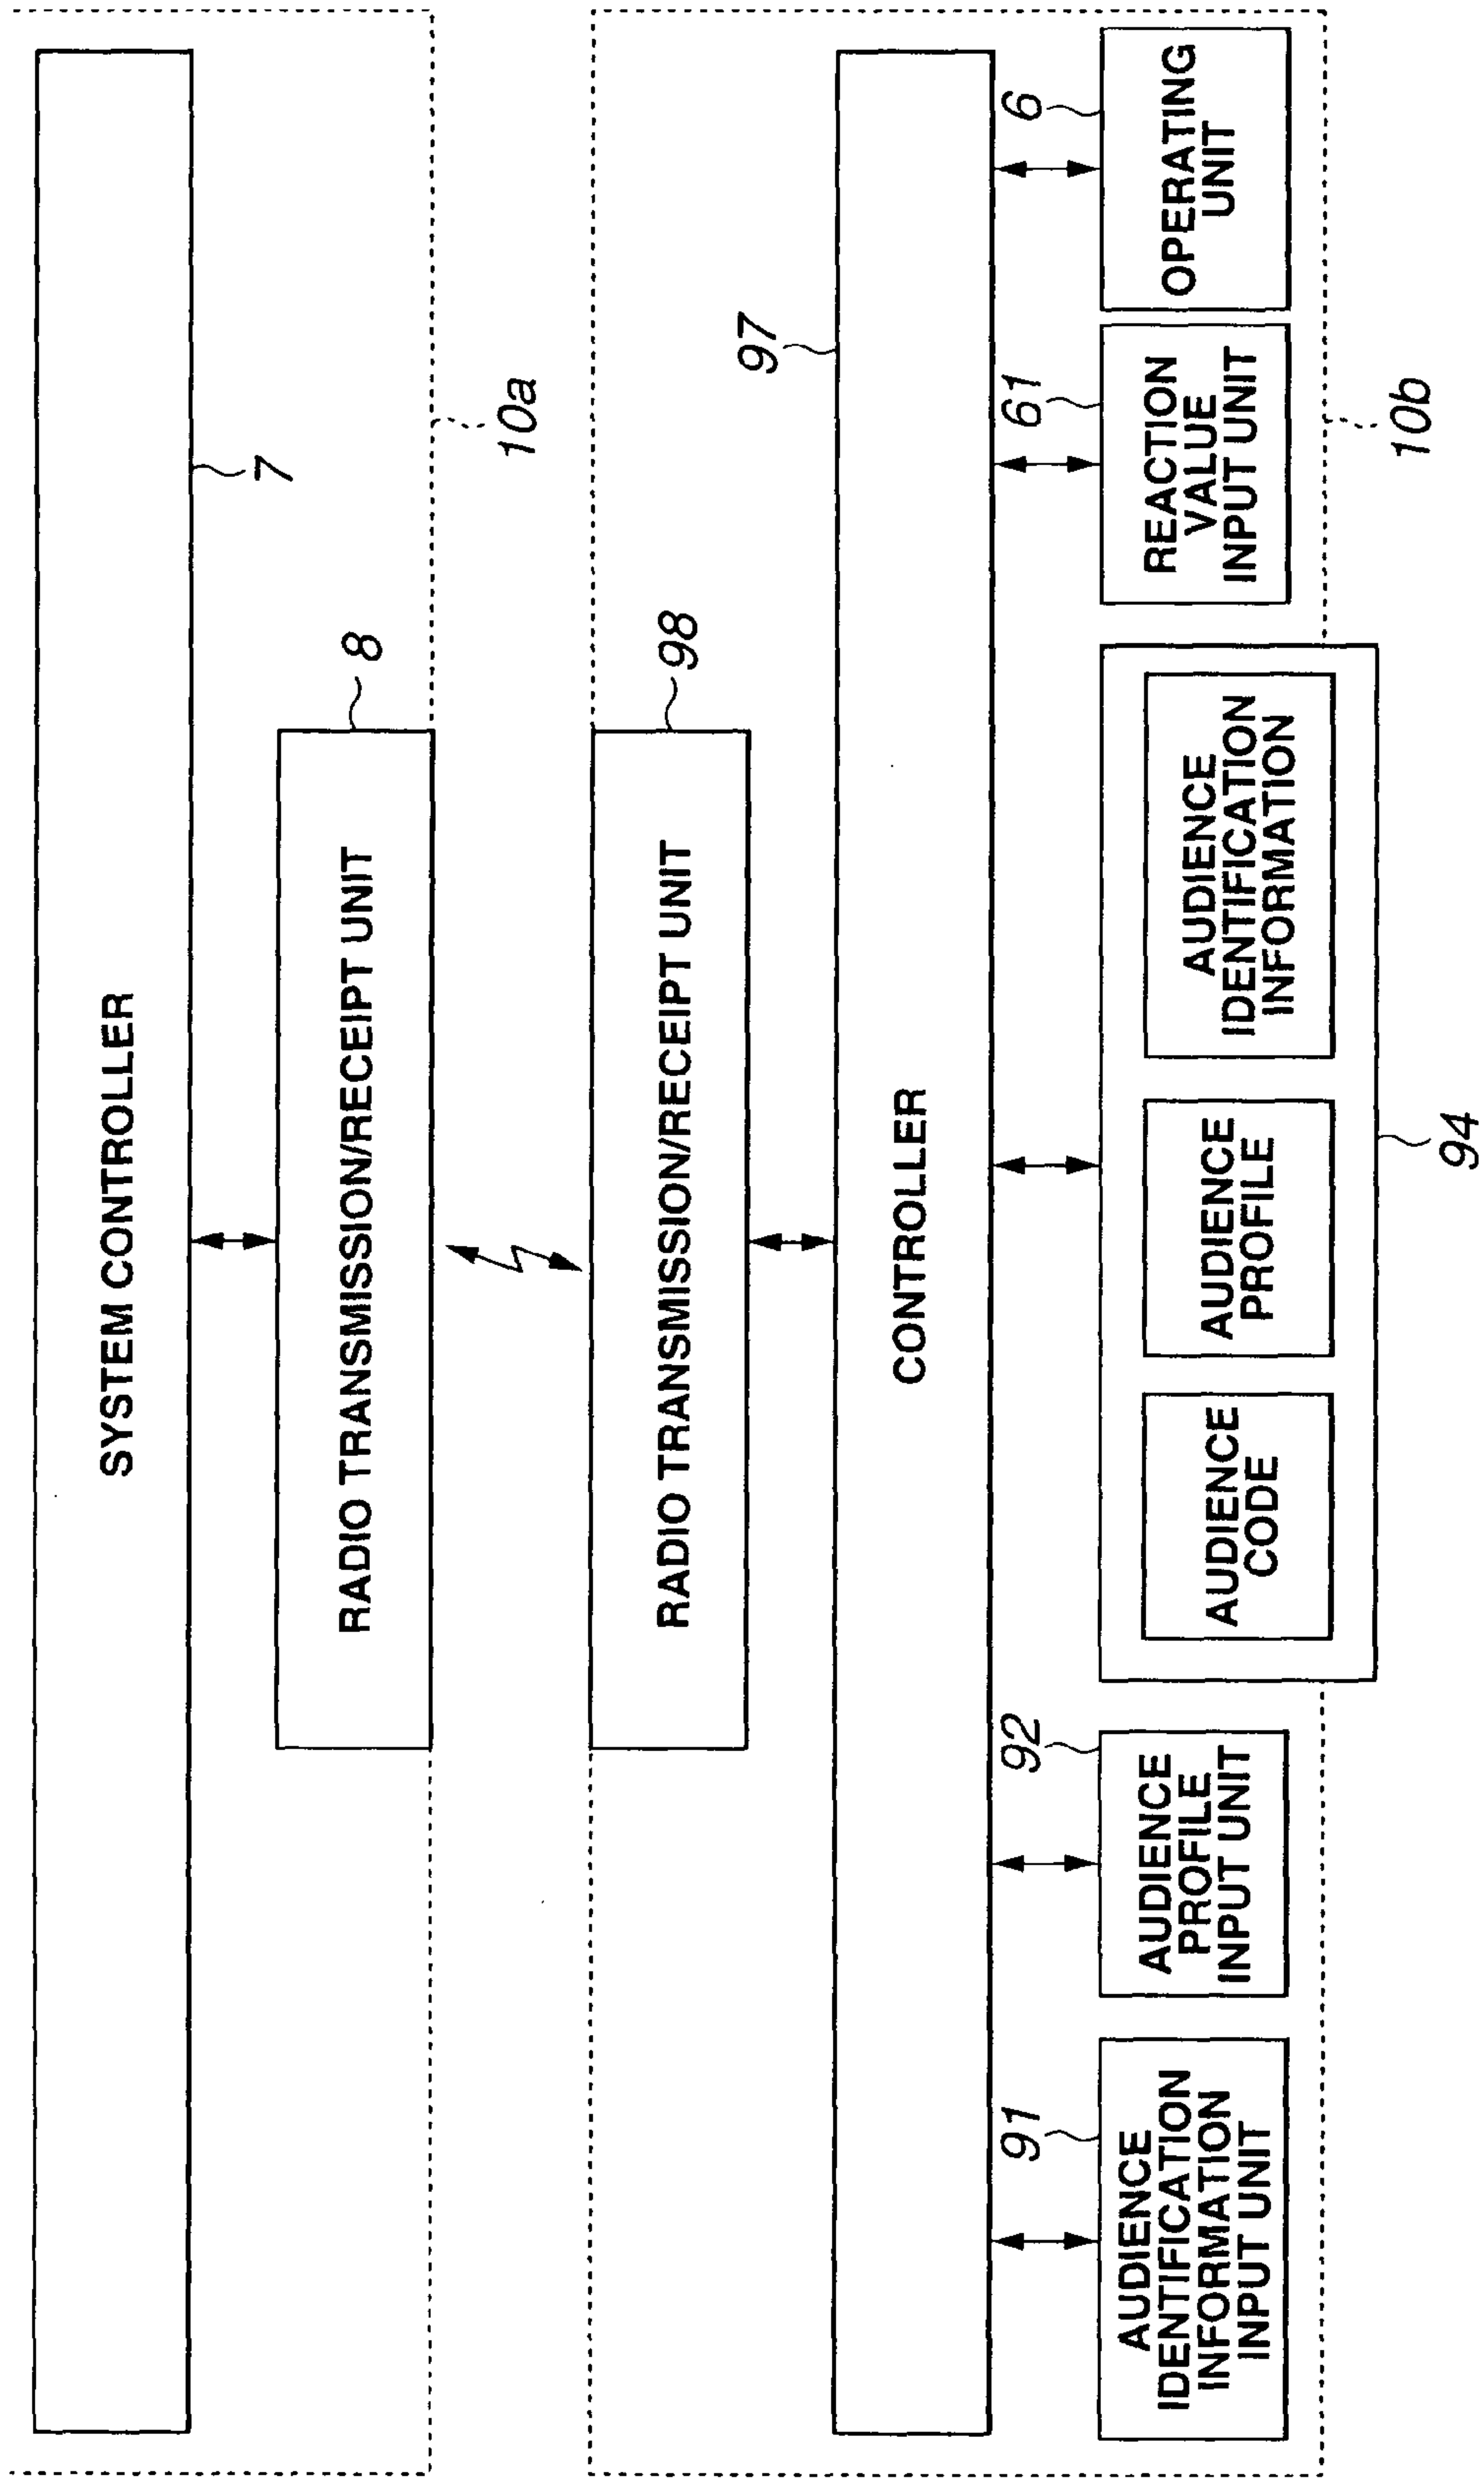 SYSTEM CONTROLLER
7
8
RADIO TRANSMISSION/RECEIPT UNIT
10a
98
RADIO TRANSMISSION/RECEIPT UNIT
97
CONTROLLER
91
AUDIENCE
IDENTIFICATION
INFORMATION
INPUT UNIT
92
AUDIENCE
PROFILE
INPUT UNIT
AUDIENCE
CODE
AUDIENCE
PROFILE
AUDIENCE
IDENTIFICATION
INFORMATION
94
61
REACTION
VALUE
INPUT UNIT
6
OPERATING
UNIT
10b